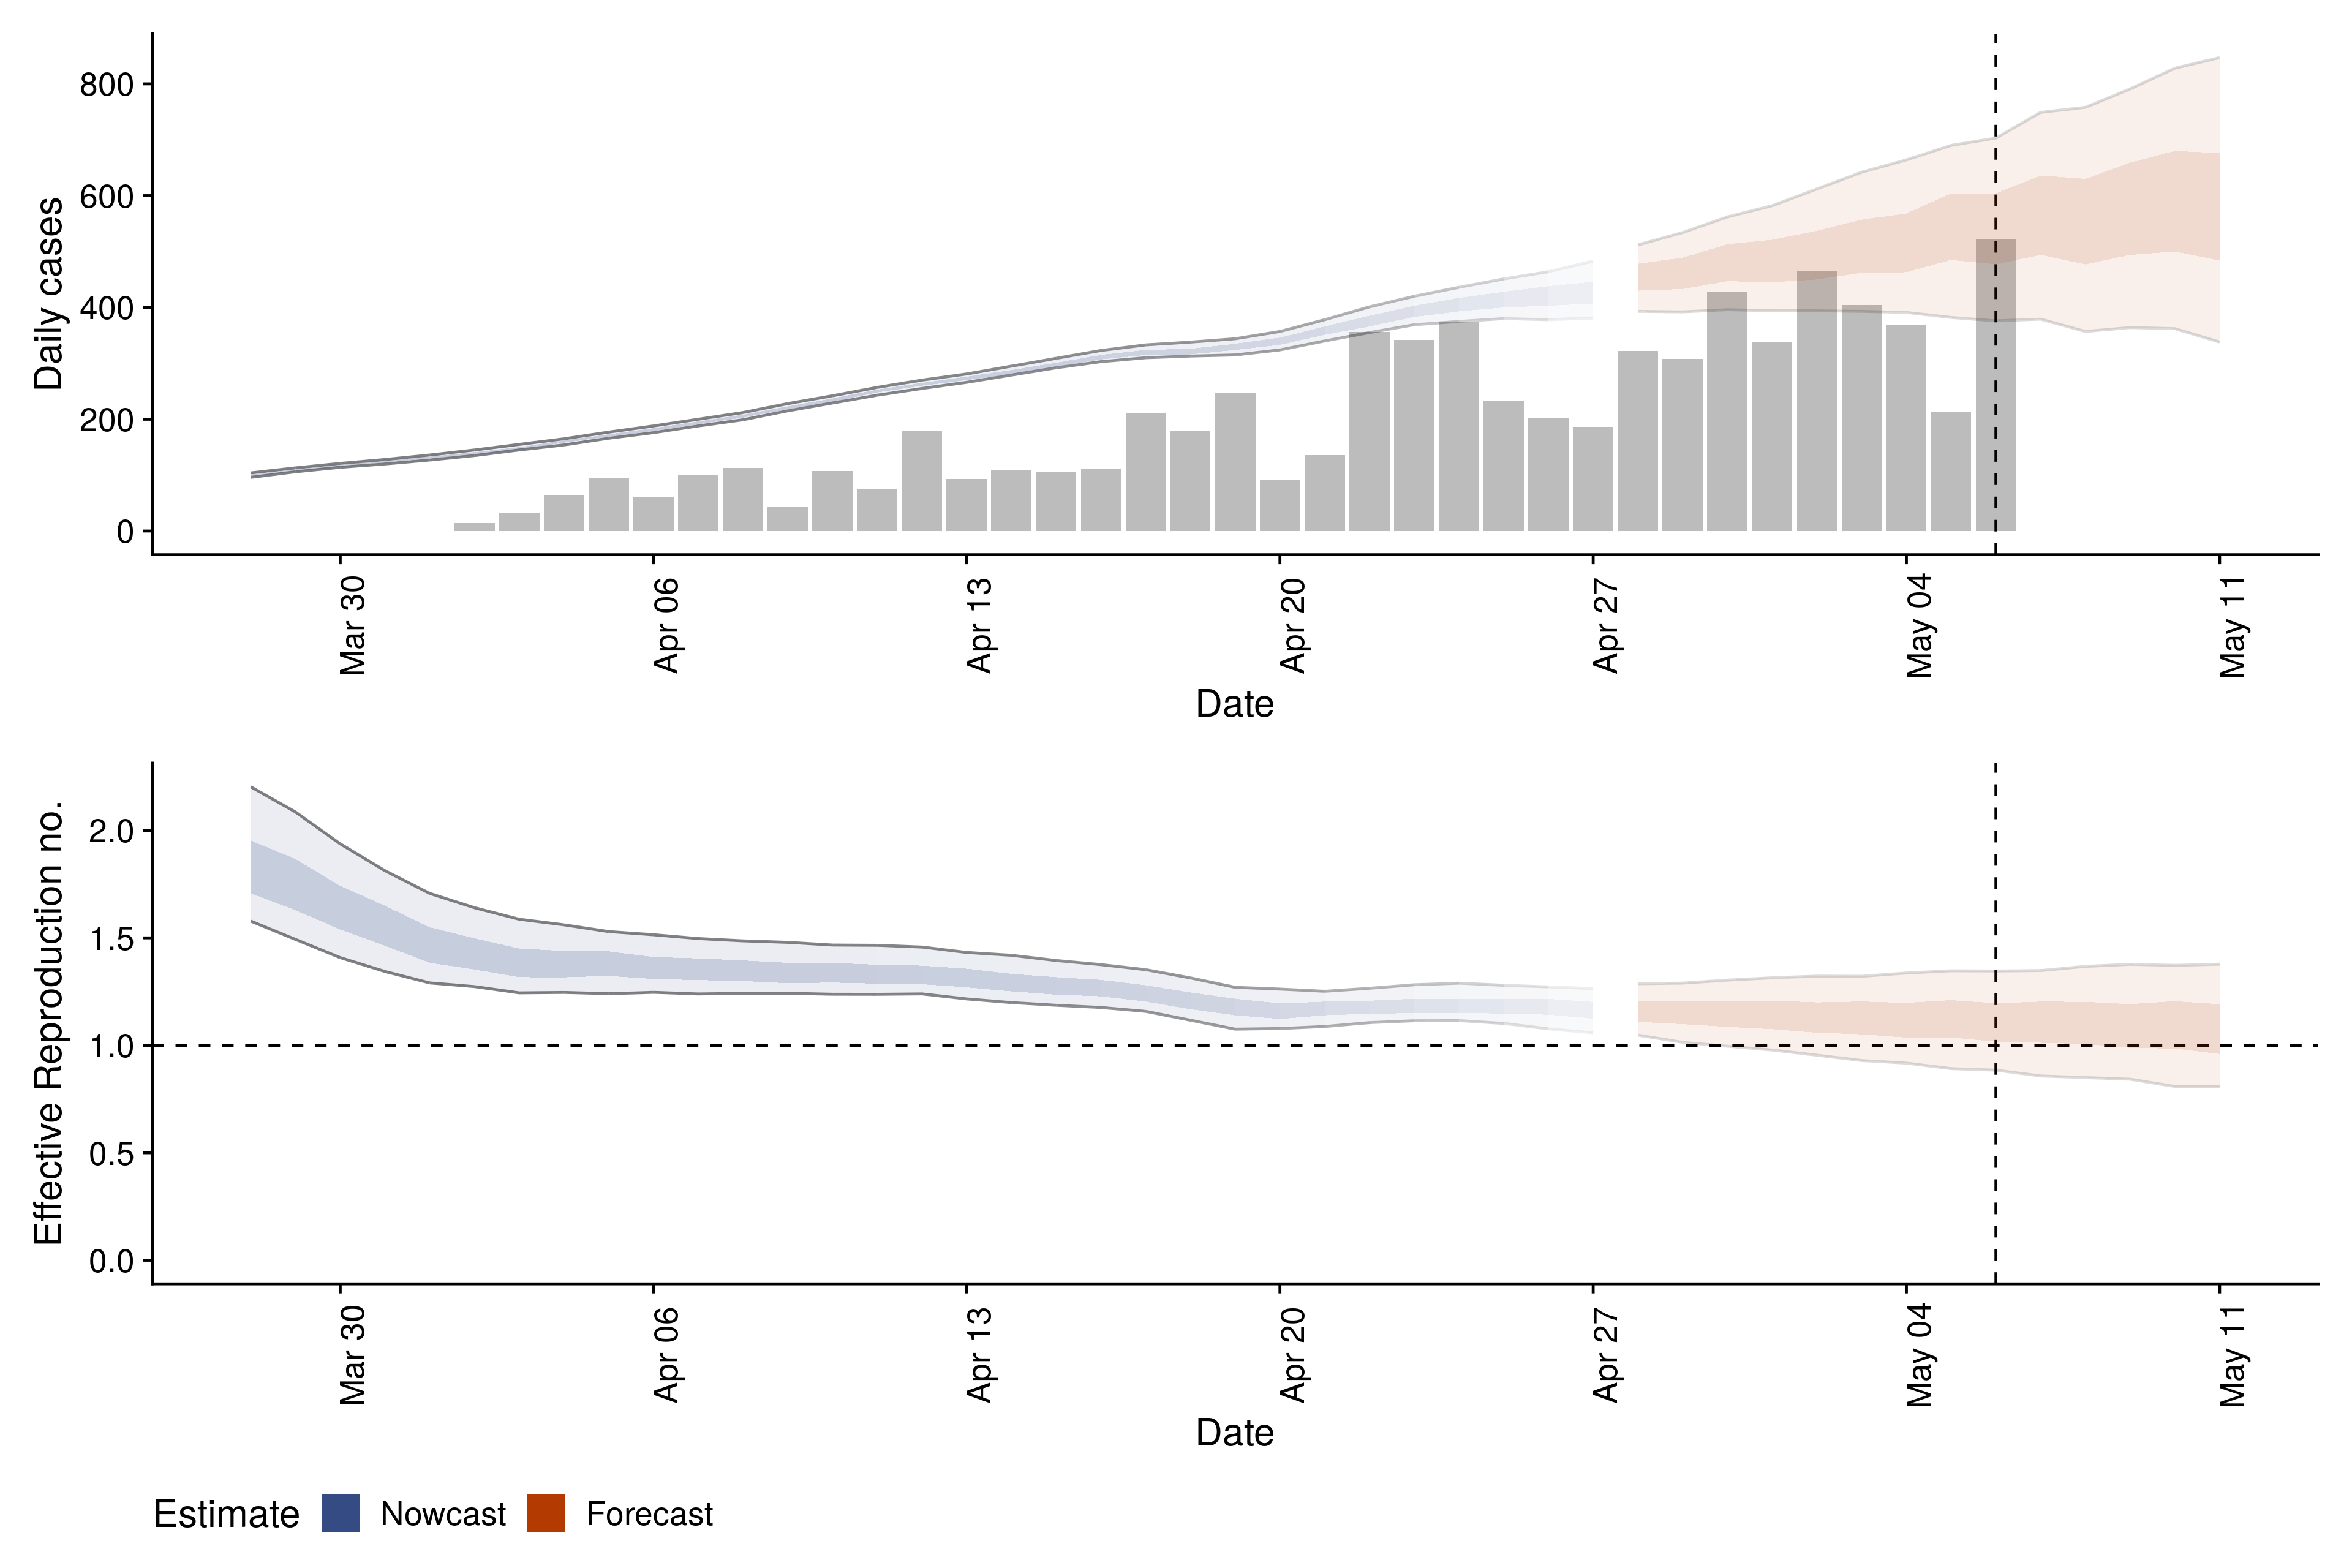 Daily cases
800
600
400
200
0
Mar 30
Apr 06
Apr 13
Apr 20
Apr 27
May 04
May 11
Date
Effective Reproduction no.
2.0
1.5
1.0
0.5
0.0
Mar 30
Apr 06
Apr 13
Apr 20
Apr 27
May 04
May 11
Date
Estimate Nowcast Forecast